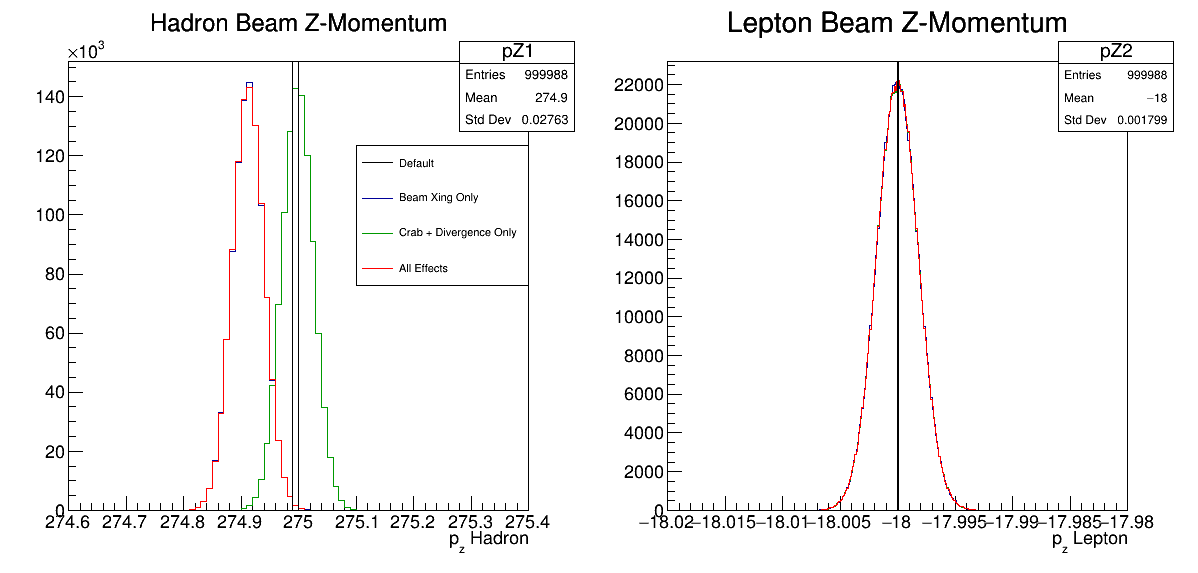 Hadron Beam Z-Momentum
×10³
pZ1
Entries 999988
Mean 274.9
Std Dev 0.02763
140
120
100
80
60
40
20
0
Default
Beam Xing Only
Crab + Divergence Only
All Effects
274.6 274.7 274.8 274.9 275 275.1 275.2 275.3 275.4
p_z Hadron
Lepton Beam Z-Momentum
pZ2
Entries 999988
Mean −18
Std Dev 0.001799
22000
20000
18000
16000
14000
12000
10000
8000
6000
4000
2000
0
−18.02 −18.015 −18.01 −18.005 −18 −17.995 −17.99 −17.985 −17.98
p_z Lepton